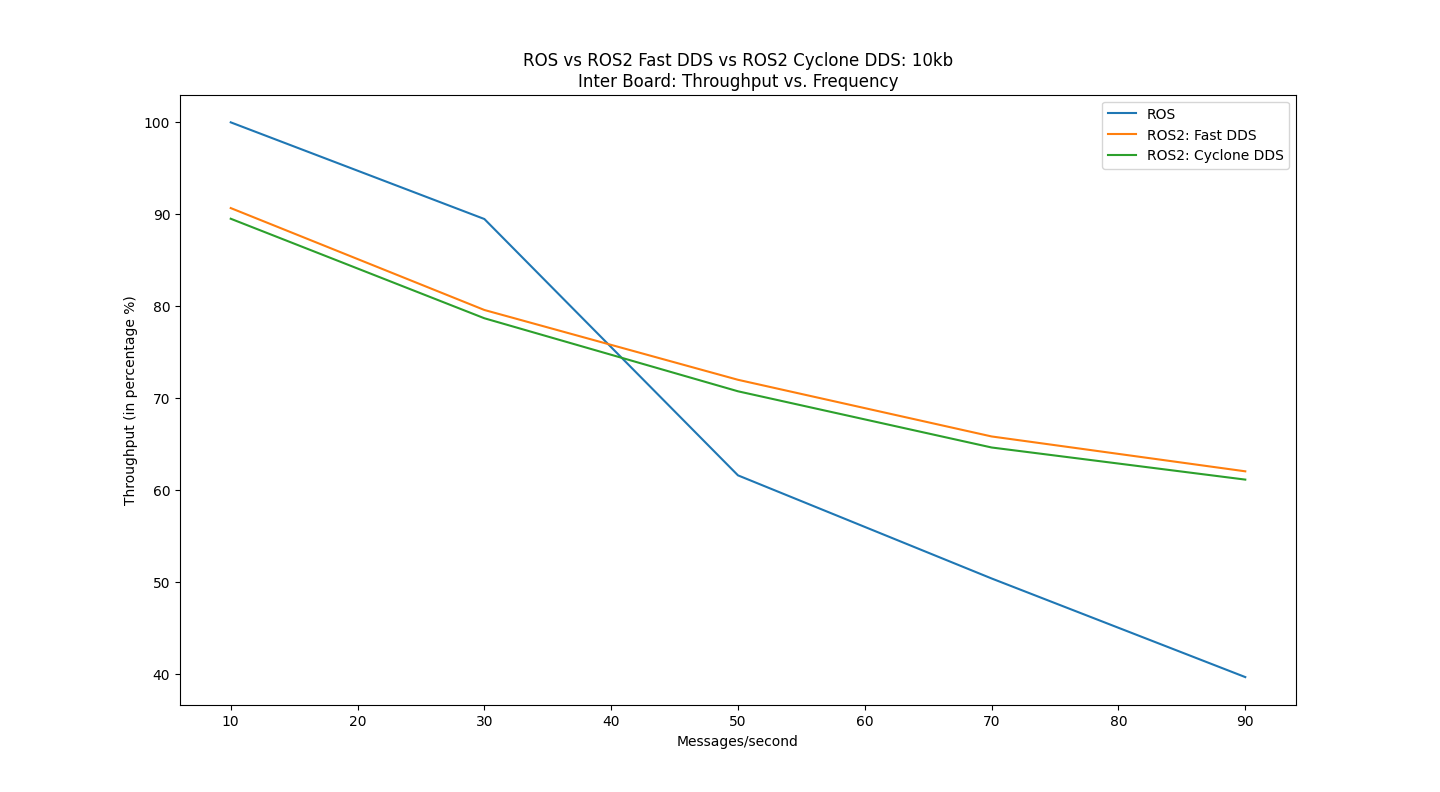 ROS vs ROS2 Fast DDS vs ROS2 Cyclone DDS: 10kb
Inter Board: Throughput vs. Frequency
ROS
ROS2: Fast DDS
ROS2: Cyclone DDS
Throughput (in percentage %)
100
90
80
70
60
50
40
10 20 30 40 50 60 70 80 90
Messages/second